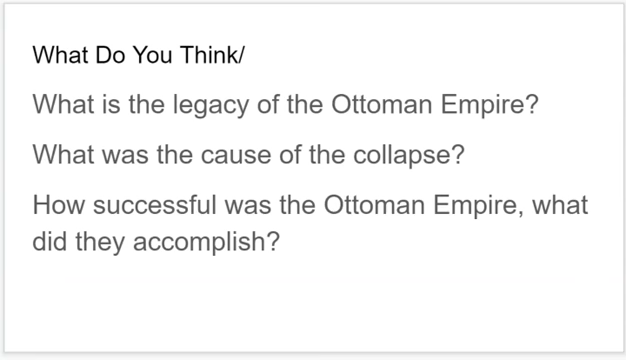 What Do You Think/
What is the legacy of the Ottoman Empire?
What was the cause of the collapse?
How successful was the Ottoman Empire, what
did they accomplish?